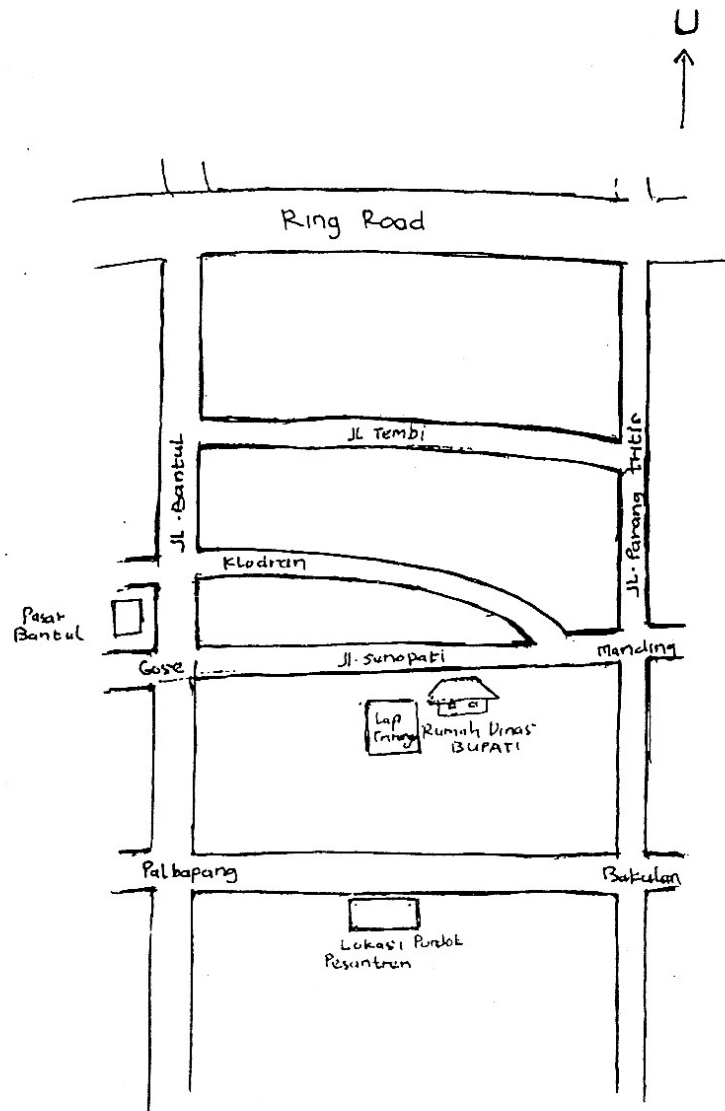 U
Ring Road
JL Tembi
JL. Bantul
JL. Parang tritis
Klodran
Pasar
Bantul
Gose
Jl. Sunopati
Manding
Lap
Rumah Dinas
BUPATI
Palbapang
Bakulan
Lokasi Pondok
Pesantren